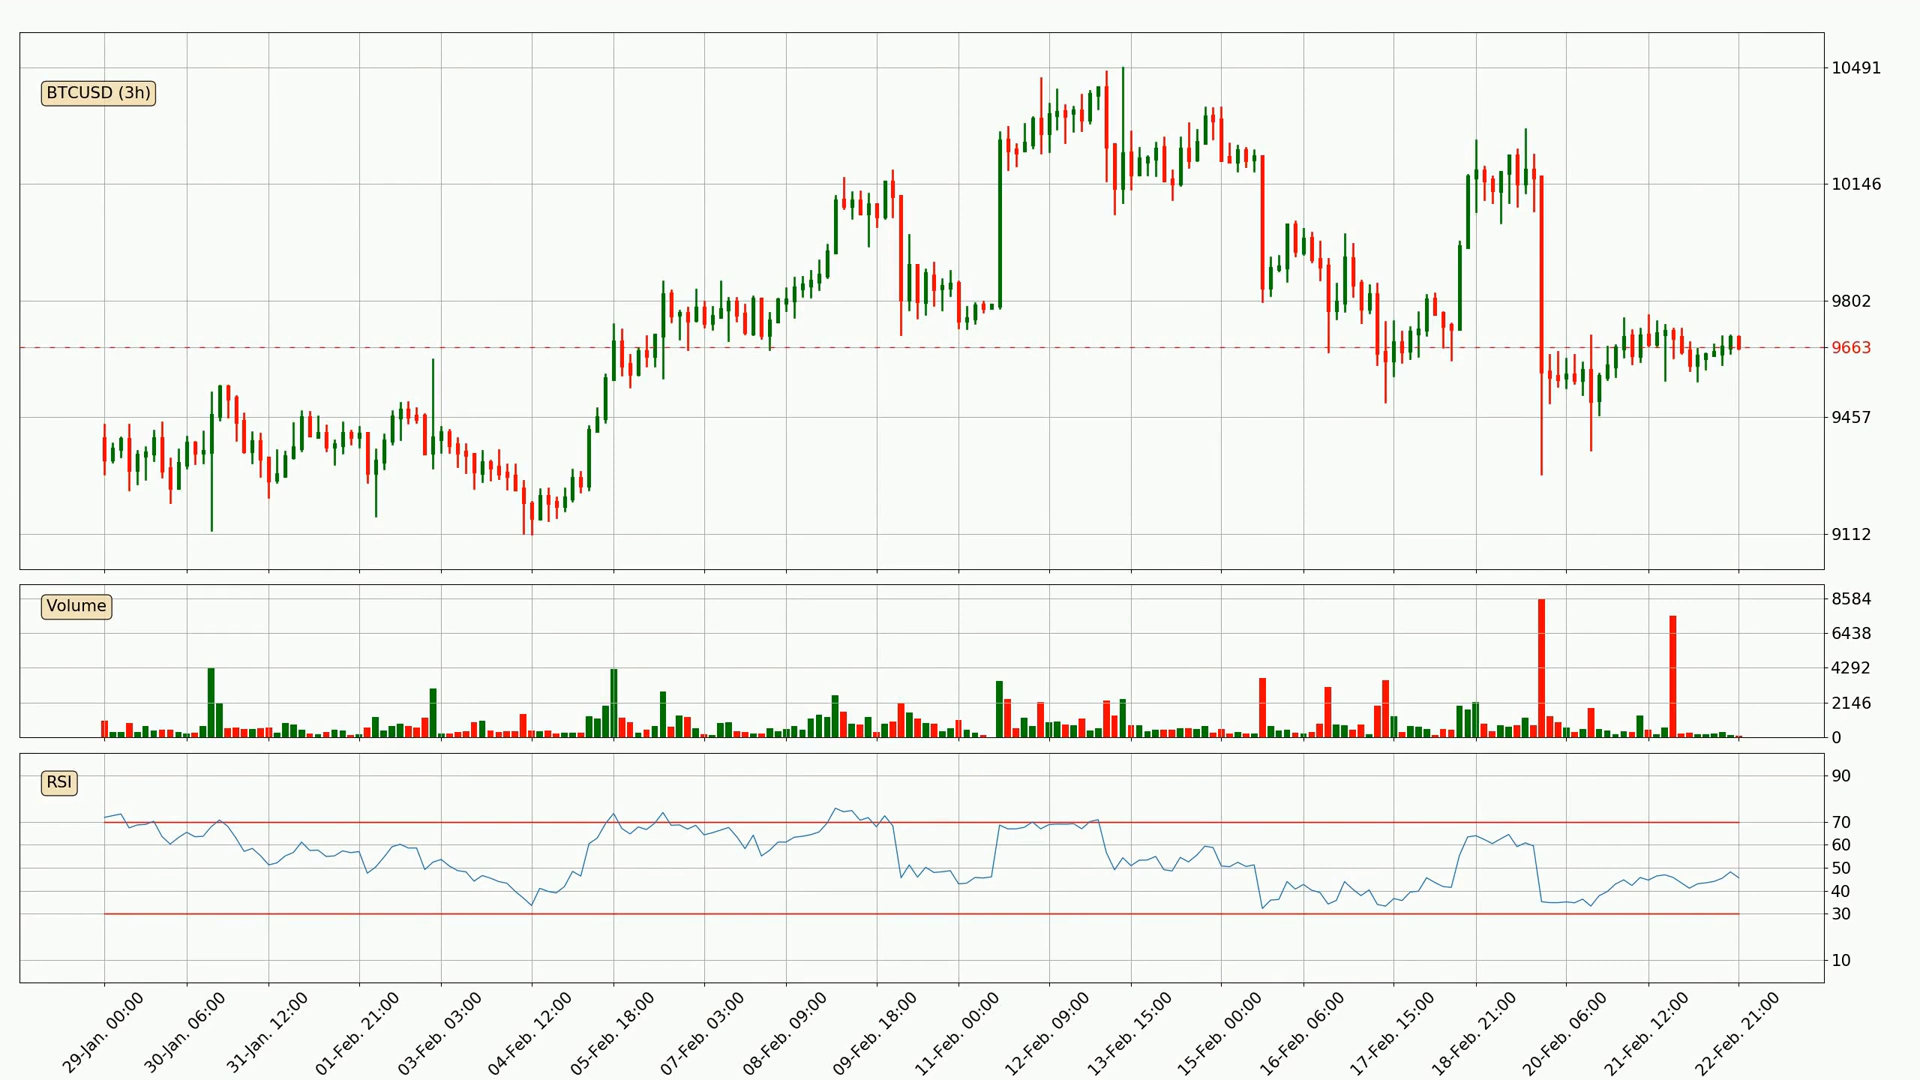 BTCUSD (3h)
10491
10146
9802
9663
9457
9112
Volume
8584
6438
4292
2146
0
RSI
90
70
60
50
40
30
10
29-Jan. 00:00
30-Jan. 06:00
31-Jan. 12:00
01-Feb. 21:00
03-Feb. 03:00
04-Feb. 12:00
05-Feb. 18:00
07-Feb. 03:00
08-Feb. 09:00
09-Feb. 18:00
11-Feb. 00:00
12-Feb. 09:00
13-Feb. 15:00
15-Feb. 00:00
16-Feb. 06:00
17-Feb. 15:00
18-Feb. 21:00
20-Feb. 06:00
21-Feb. 12:00
22-Feb. 21:00